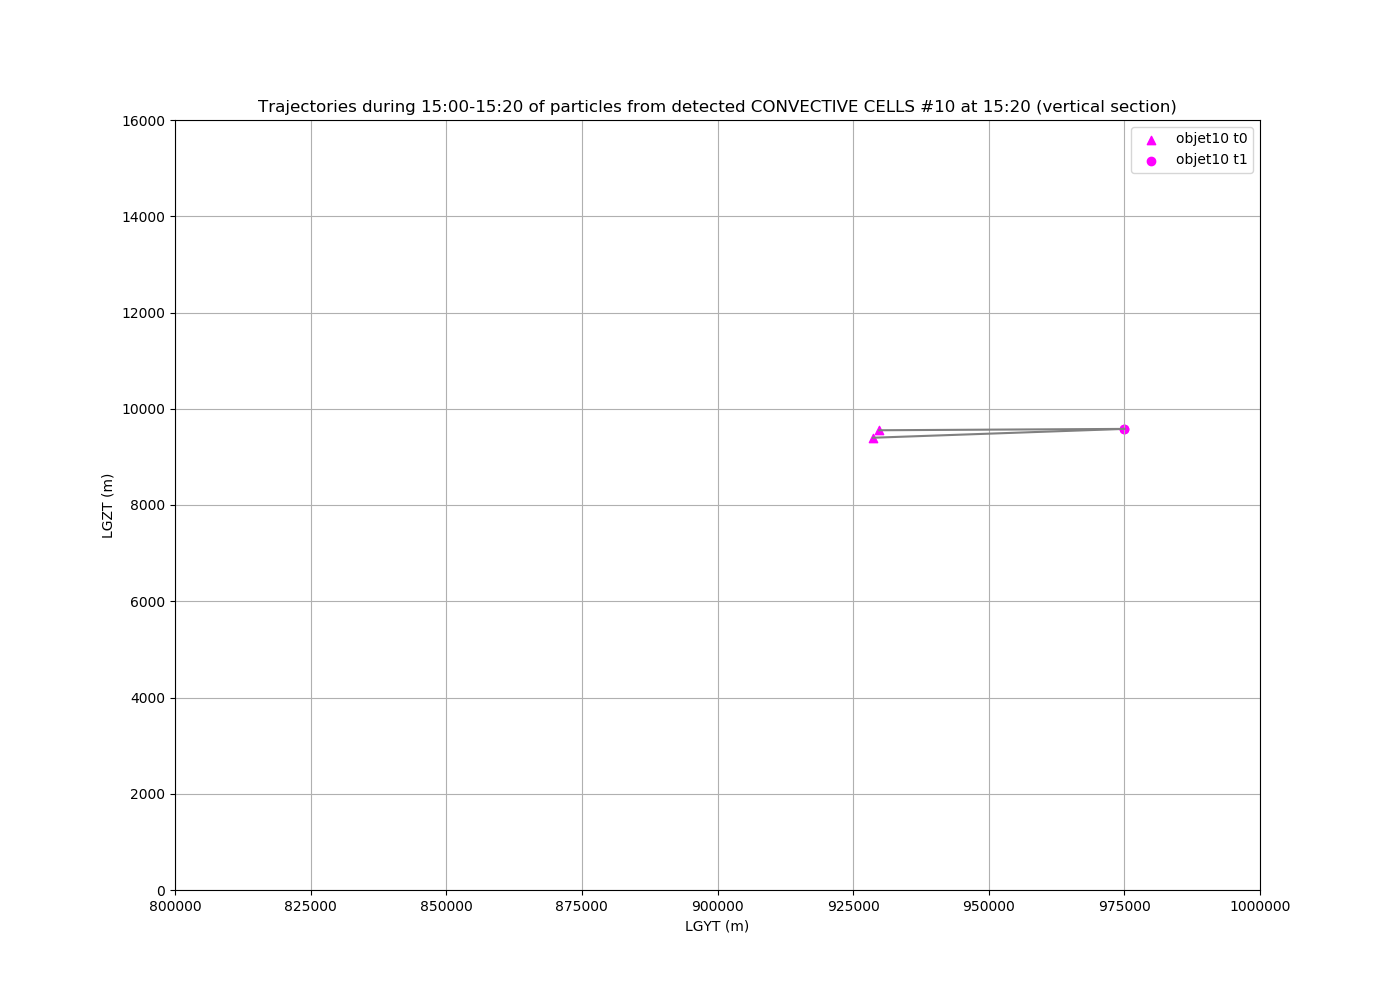 Trajectories during 15:00-15:20 of particles from detected CONVECTIVE CELLS #10 at 15:20 (vertical section)
objet10 t0
objet10 t1
16000
14000
12000
10000
8000
6000
4000
2000
0
LGZT (m)
800000 825000 850000 875000 900000 925000 950000 975000 1000000
LGYT (m)